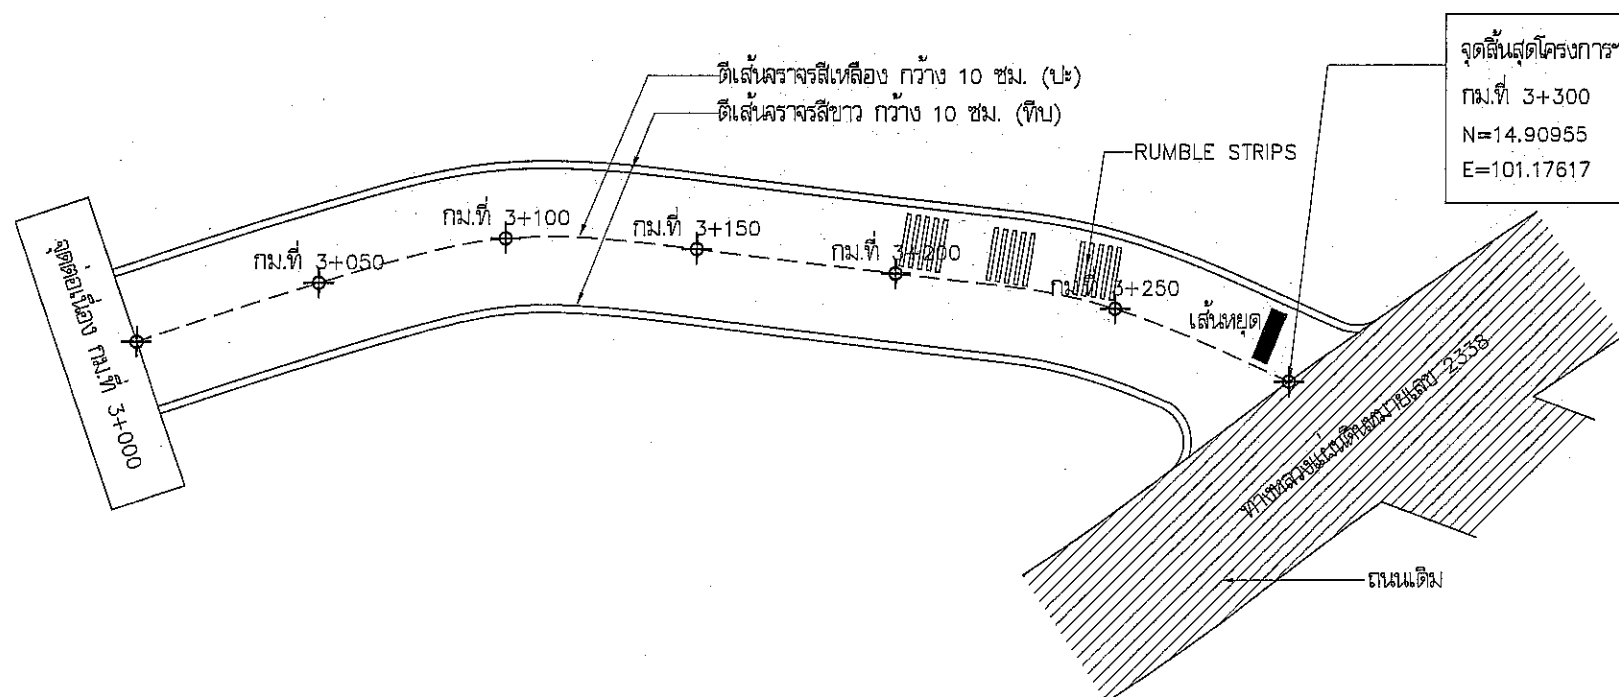 จุดสิ้นสุดโครงการฯ
กม.ที่ 3+300
N=14.90955
E=101.17617
ตีเส้นจราจรสีเหลือง กว้าง 10 ซม. (ปะ)
ตีเส้นจราจรสีขาว กว้าง 10 ซม. (ทึบ)
RUMBLE STRIPS
จุดต่อเนื่อง กม.ที่ 3+000
กม.ที่ 3+050
กม.ที่ 3+100
กม.ที่ 3+150
กม.ที่ 3+200
กม.ที่ 3+250
เส้นหยุด
ทางหลวงแผ่นดินหมายเลข 2338
ถนนเดิม